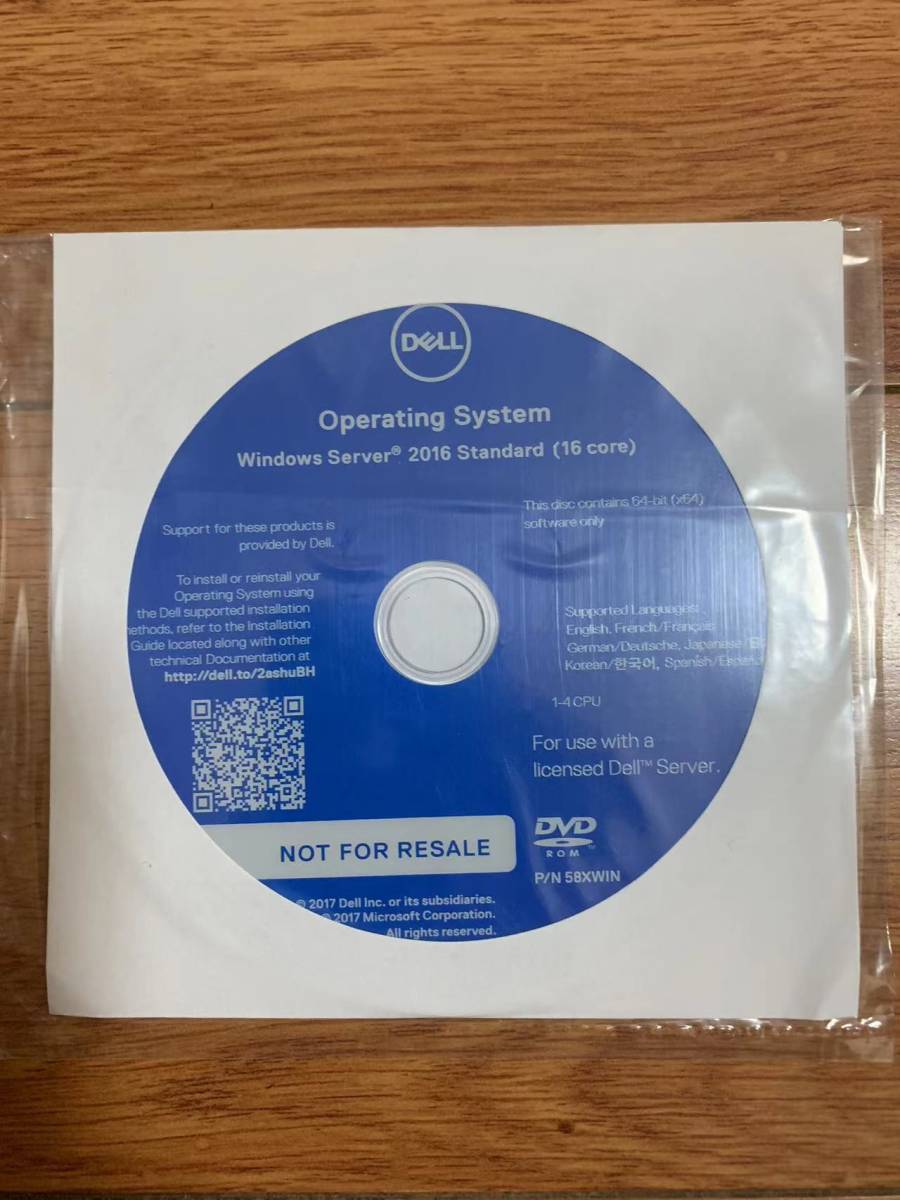 DELL
Operating System
Windows Server® 2016 Standard (16 core)
Support for these products is
provided by Dell.
To install or reinstall your
Operating System using
the Dell supported installation
ethods, refer to the Installation
Guide located along with other
technical Documentation at
http://dell.to/2ashuBH
This disc contains 64-bit (x64)
software only
Supported Languages:
English, French/Français
German/Deutsche, Japanese/
Korean/한국어, Spanish/Español
1-4 CPU
For use with a
licensed Dell™ Server.
NOT FOR RESALE
DVD™
ROM
P/N 58XWIN
© 2017 Dell Inc. or its subsidiaries.
© 2017 Microsoft Corporation.
All rights reserved.